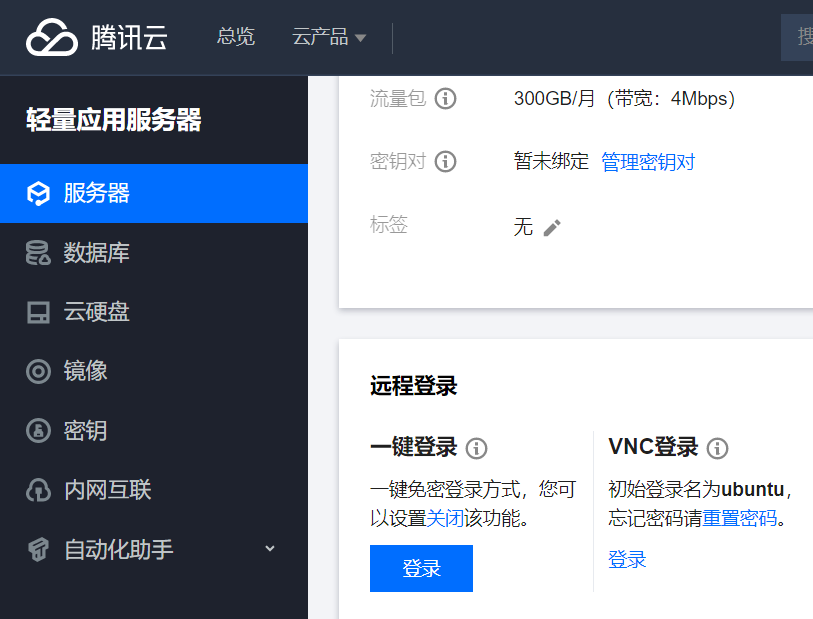 腾讯云
总览
云产品
搜
轻量应用服务器
服务器
数据库
云硬盘
镜像
密钥
内网互联
自动化助手
流量包
300GB/月（带宽：4Mbps）
密钥对
暂未绑定 管理密钥对
标签
无
远程登录
一键登录
一键免密登录方式，您可
以设置关闭该功能。
登录
VNC登录
初始登录名为ubuntu，
忘记密码请重置密码。
登录